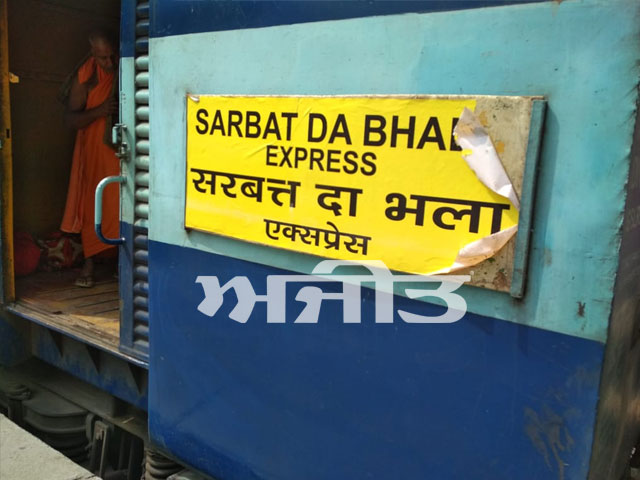 SARBAT DA BHAL
EXPRESS
सरबत्त दा भला
एक्सप्रेस
ਅਜੀਤ